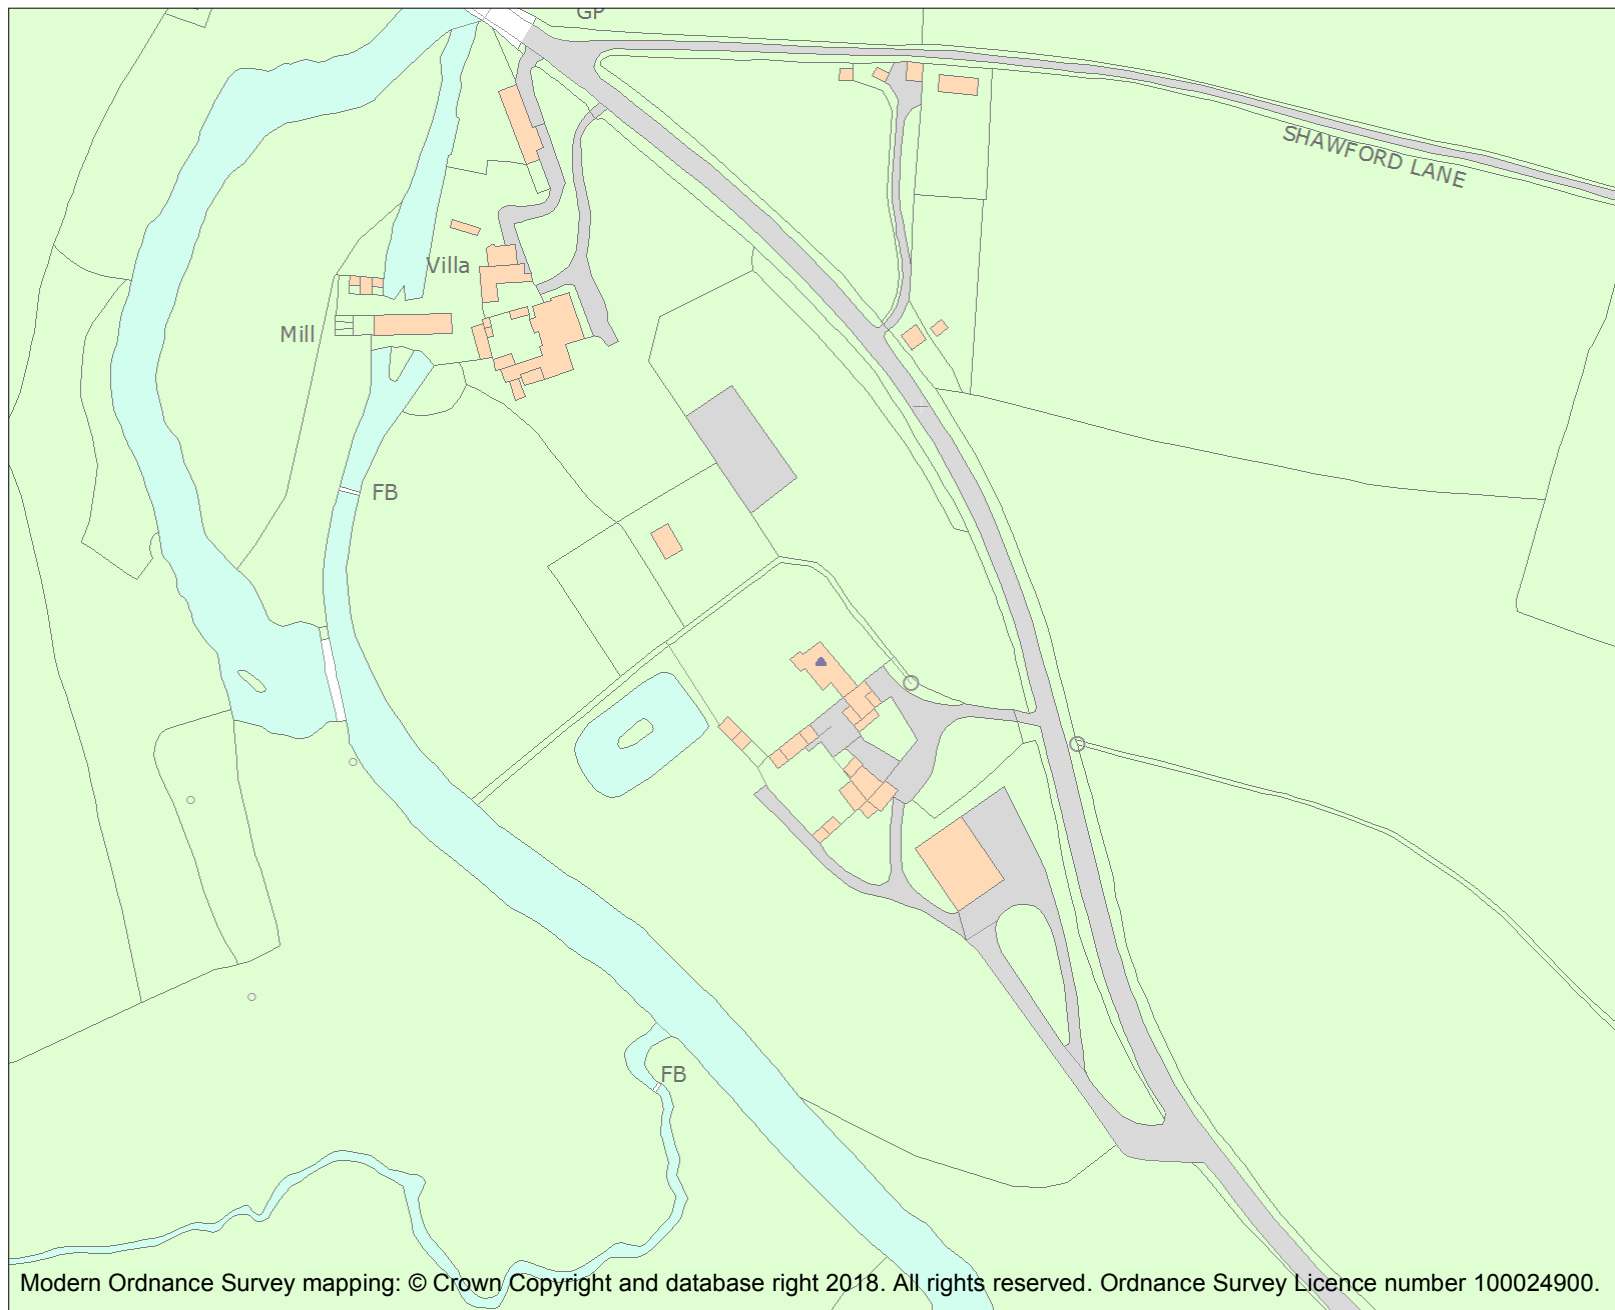 GP
SHAWFORD LANE
Villa
Mill
FB
FB
Modern Ordnance Survey mapping: © Crown Copyright and database right 2018. All rights reserved. Ordnance Survey Licence number 100024900.